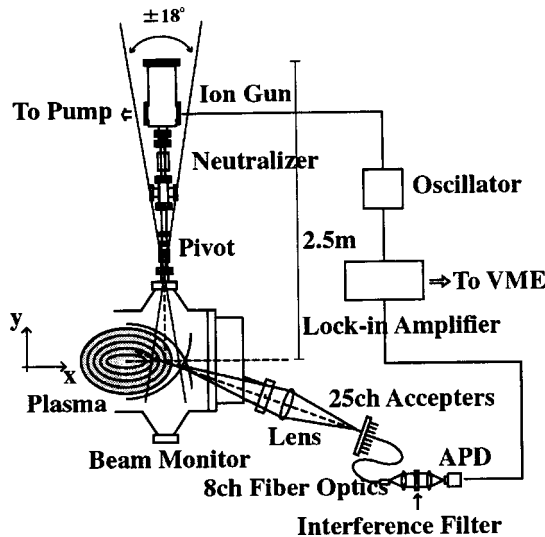 ±18°
Ion Gun
To Pump ⇦
Neutralizer
Oscillator
2.5m
Pivot
⇒To VME
Lock-in Amplifier
y
x
Plasma
25ch Accepters
Lens
Beam Monitor
APD
8ch Fiber Optics
Interference Filter